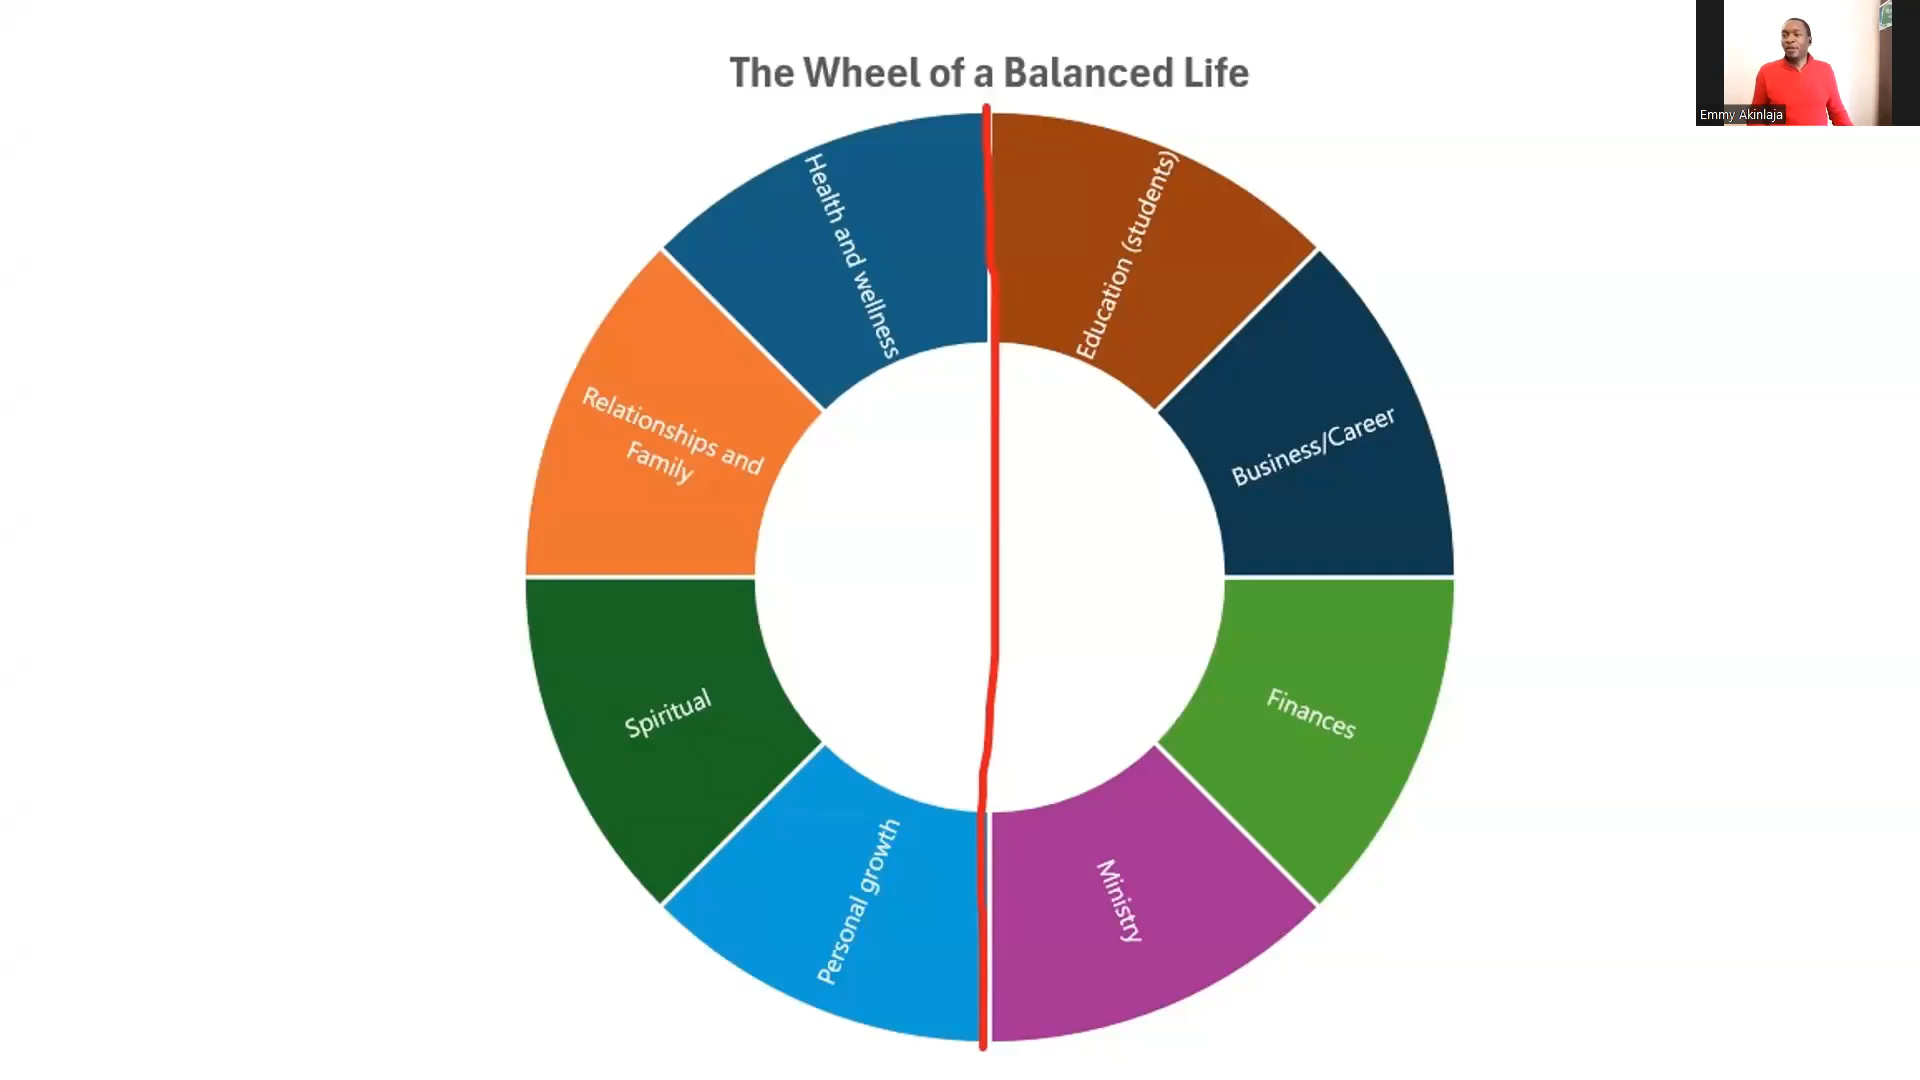 The Wheel of a Balanced Life
Emmy Akinlaja
Health and wellness
Education (students)
Relationships and
Family
Business/Career
Spiritual
Finances
Personal growth
Ministry